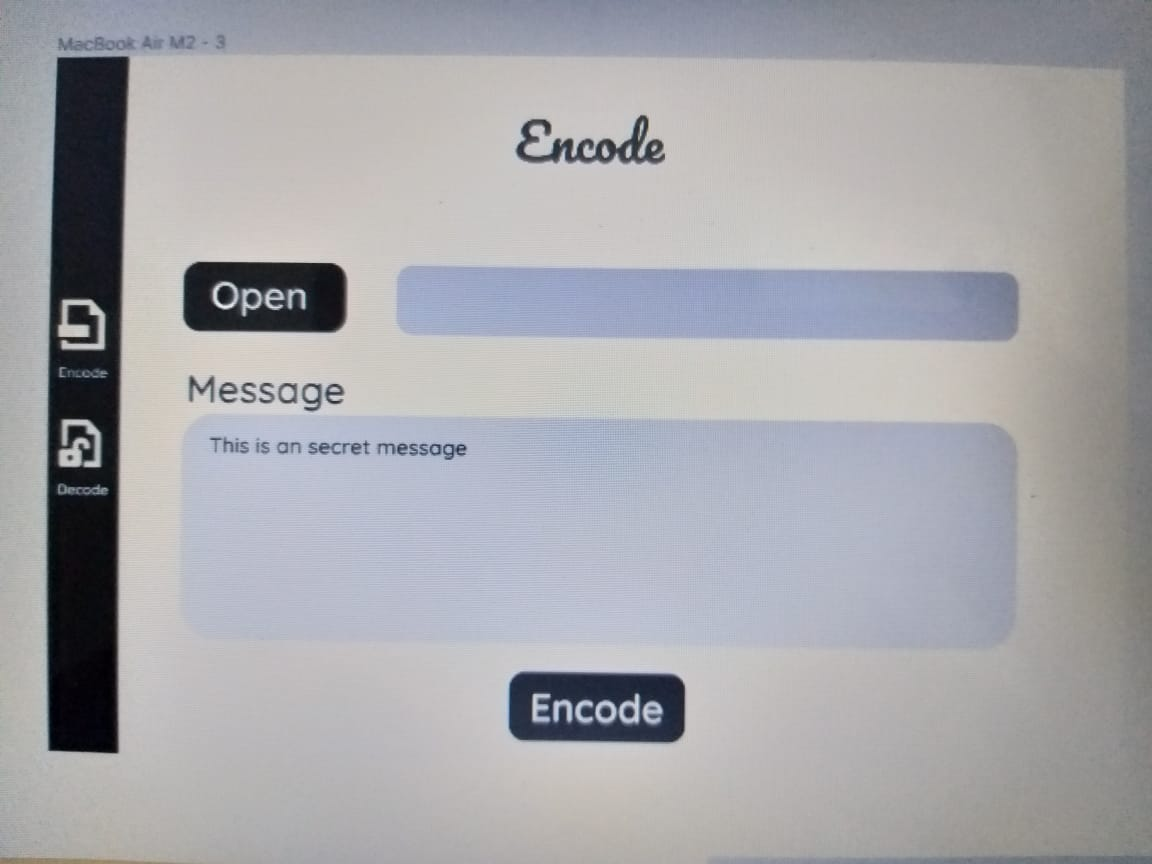 MacBook Air M2 - 3
Encode
Open
Encode
Message
This is an secret message
Decode
Encode